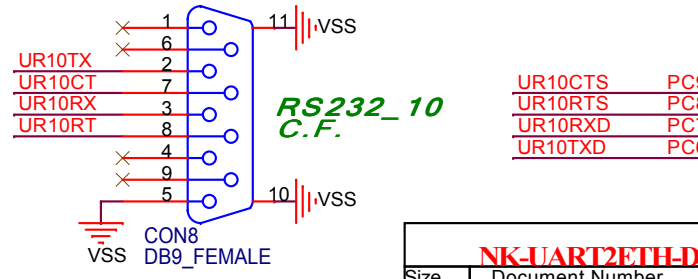 1
11
VSS
6
UR10TX
2
UR10CT
7
UR10RX
3
UR10RT
8
4
9
5
10
VSS
RS232_10
C.F.
VSS
CON8
DB9_FEMALE
UR10CTS
UR10RTS PC8
UR10RXD
UR10TXD
NK-UART2ETH-D
Size Document Number